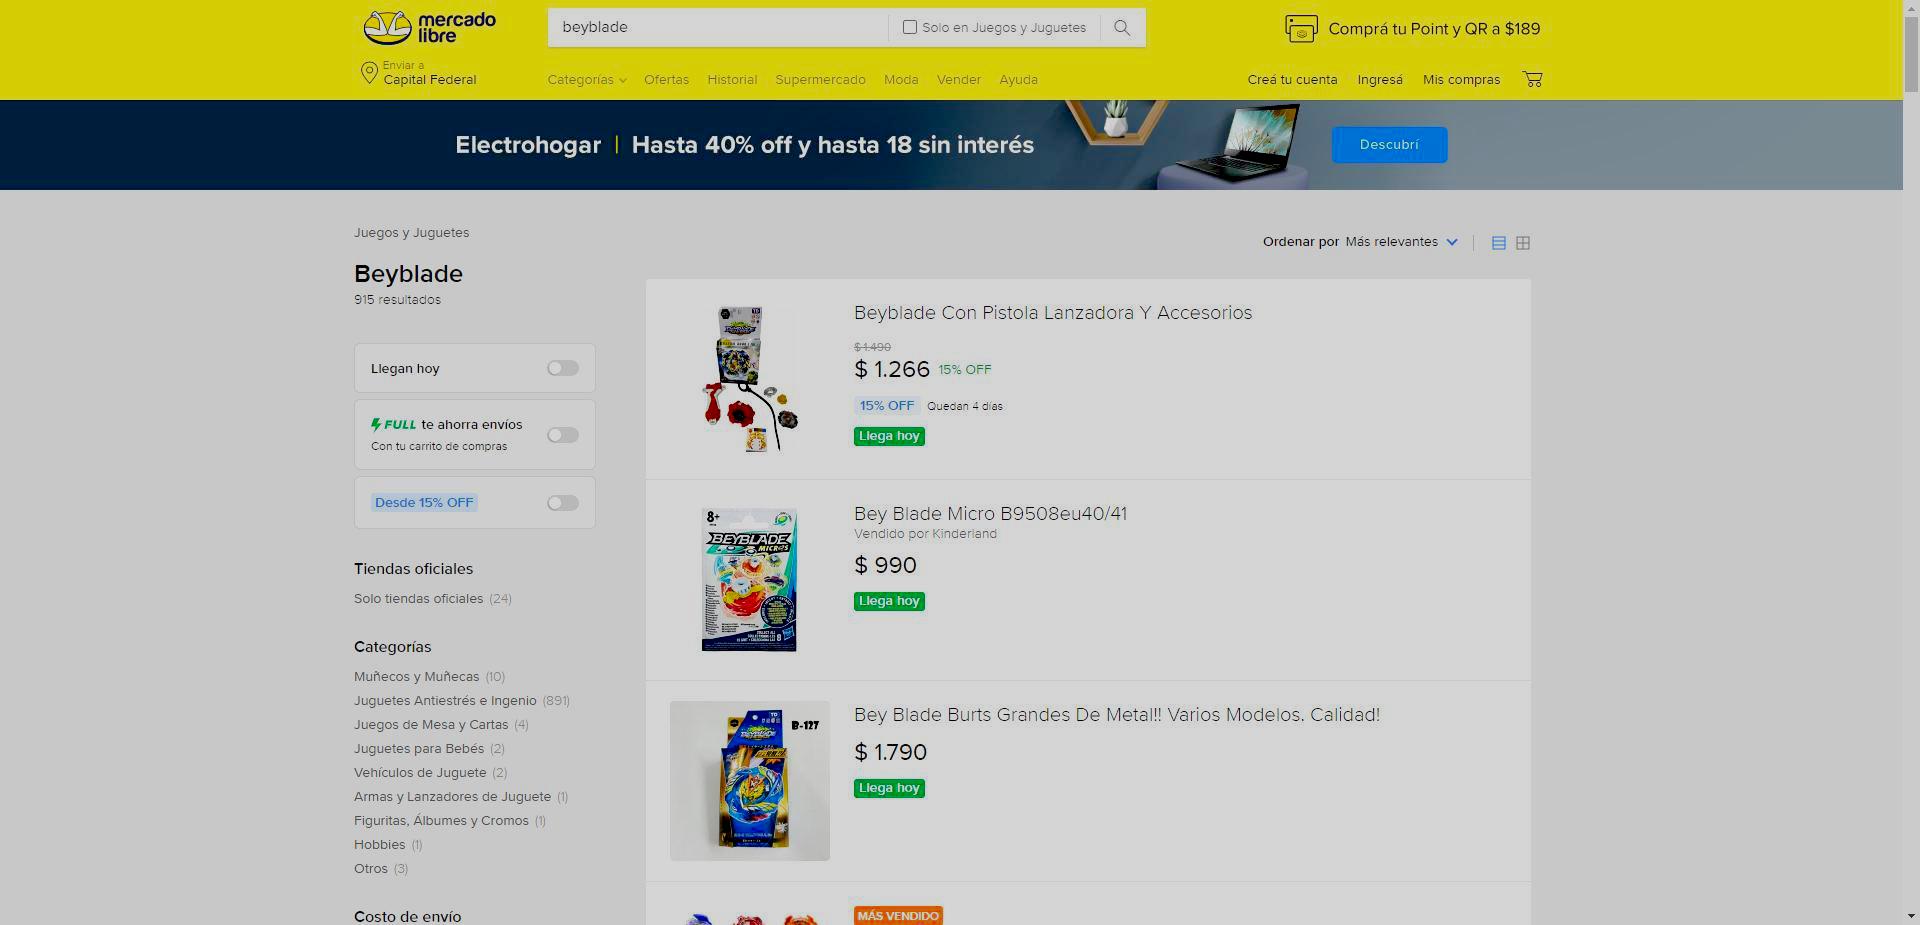 mercado
libre
beyblade
Solo en Juegos y Juguetes
Comprá tu Point y QR a $189
Enviar a
Capital Federal
Categorías Ofertas Historial Supermercado Moda Vender Ayuda
Creá tu cuenta Ingresá Mis compras
Electrohogar | Hasta 40% off y hasta 18 sin interés
Descubrí
Juegos y Juguetes
Beyblade
915 resultados
Ordenar por Más relevantes
Llegan hoy
FULL te ahorra envíos
Con tu carrito de compras
Desde 15% OFF
Tiendas oficiales
Solo tiendas oficiales (24)
Categorías
Muñecos y Muñecas (10)
Juguetes Antiestrés e Ingenio (891)
Juegos de Mesa y Cartas (4)
Juguetes para Bebés (2)
Vehículos de Juguete (2)
Armas y Lanzadores de Juguete (1)
Figuritas, Álbumes y Cromos (1)
Hobbies (1)
Otros (3)
Costo de envío
Beyblade Con Pistola Lanzadora Y Accesorios
$ 1.490
$ 1.266 15% OFF
15% OFF Quedan 4 días
Llega hoy
8+
BEYBLADE
MICROS
Bey Blade Micro B9508eu40/41
Vendido por Kinderland
$ 990
Llega hoy
B-127
Bey Blade Burts Grandes De Metal!! Varios Modelos. Calidad!
$ 1.790
Llega hoy
MÁS VENDIDO